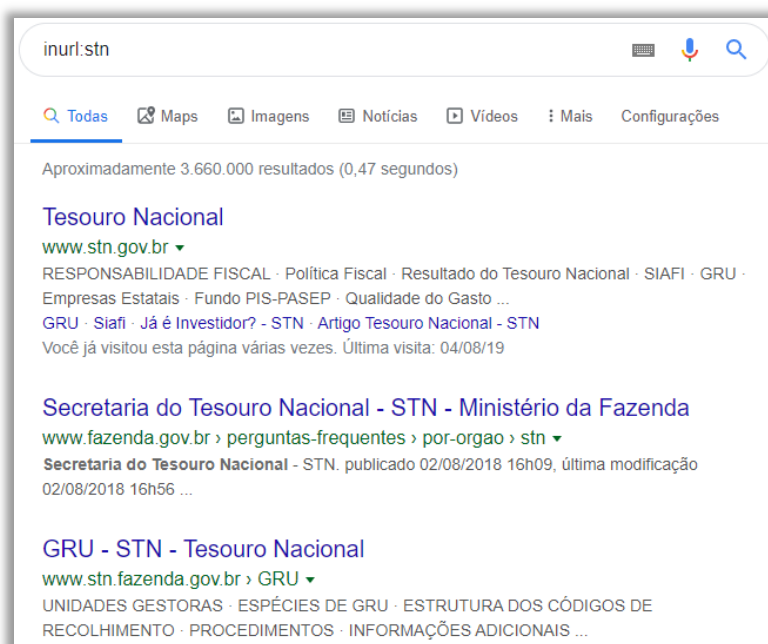 inurl:stn
Todas Maps Imagens Notícias Vídeos Mais Configurações
Aproximadamente 3.660.000 resultados (0,47 segundos)
Tesouro Nacional
www.stn.gov.br
RESPONSABILIDADE FISCAL · Política Fiscal · Resultado do Tesouro Nacional · SIAFI · GRU ·
Empresas Estatais · Fundo PIS-PASEP · Qualidade do Gasto ...
GRU · Siafi · Já é Investidor? - STN · Artigo Tesouro Nacional - STN
Você já visitou esta página várias vezes. Última visita: 04/08/19
Secretaria do Tesouro Nacional - STN - Ministério da Fazenda
www.fazenda.gov.br › perguntas-frequentes › por-orgao › stn
Secretaria do Tesouro Nacional - STN. publicado 02/08/2018 16h09, última modificação
02/08/2018 16h56 ...
GRU - STN - Tesouro Nacional
www.stn.fazenda.gov.br › GRU
UNIDADES GESTORAS · ESPÉCIES DE GRU · ESTRUTURA DOS CÓDIGOS DE
RECOLHIMENTO · PROCEDIMENTOS · INFORMAÇÕES ADICIONAIS ...